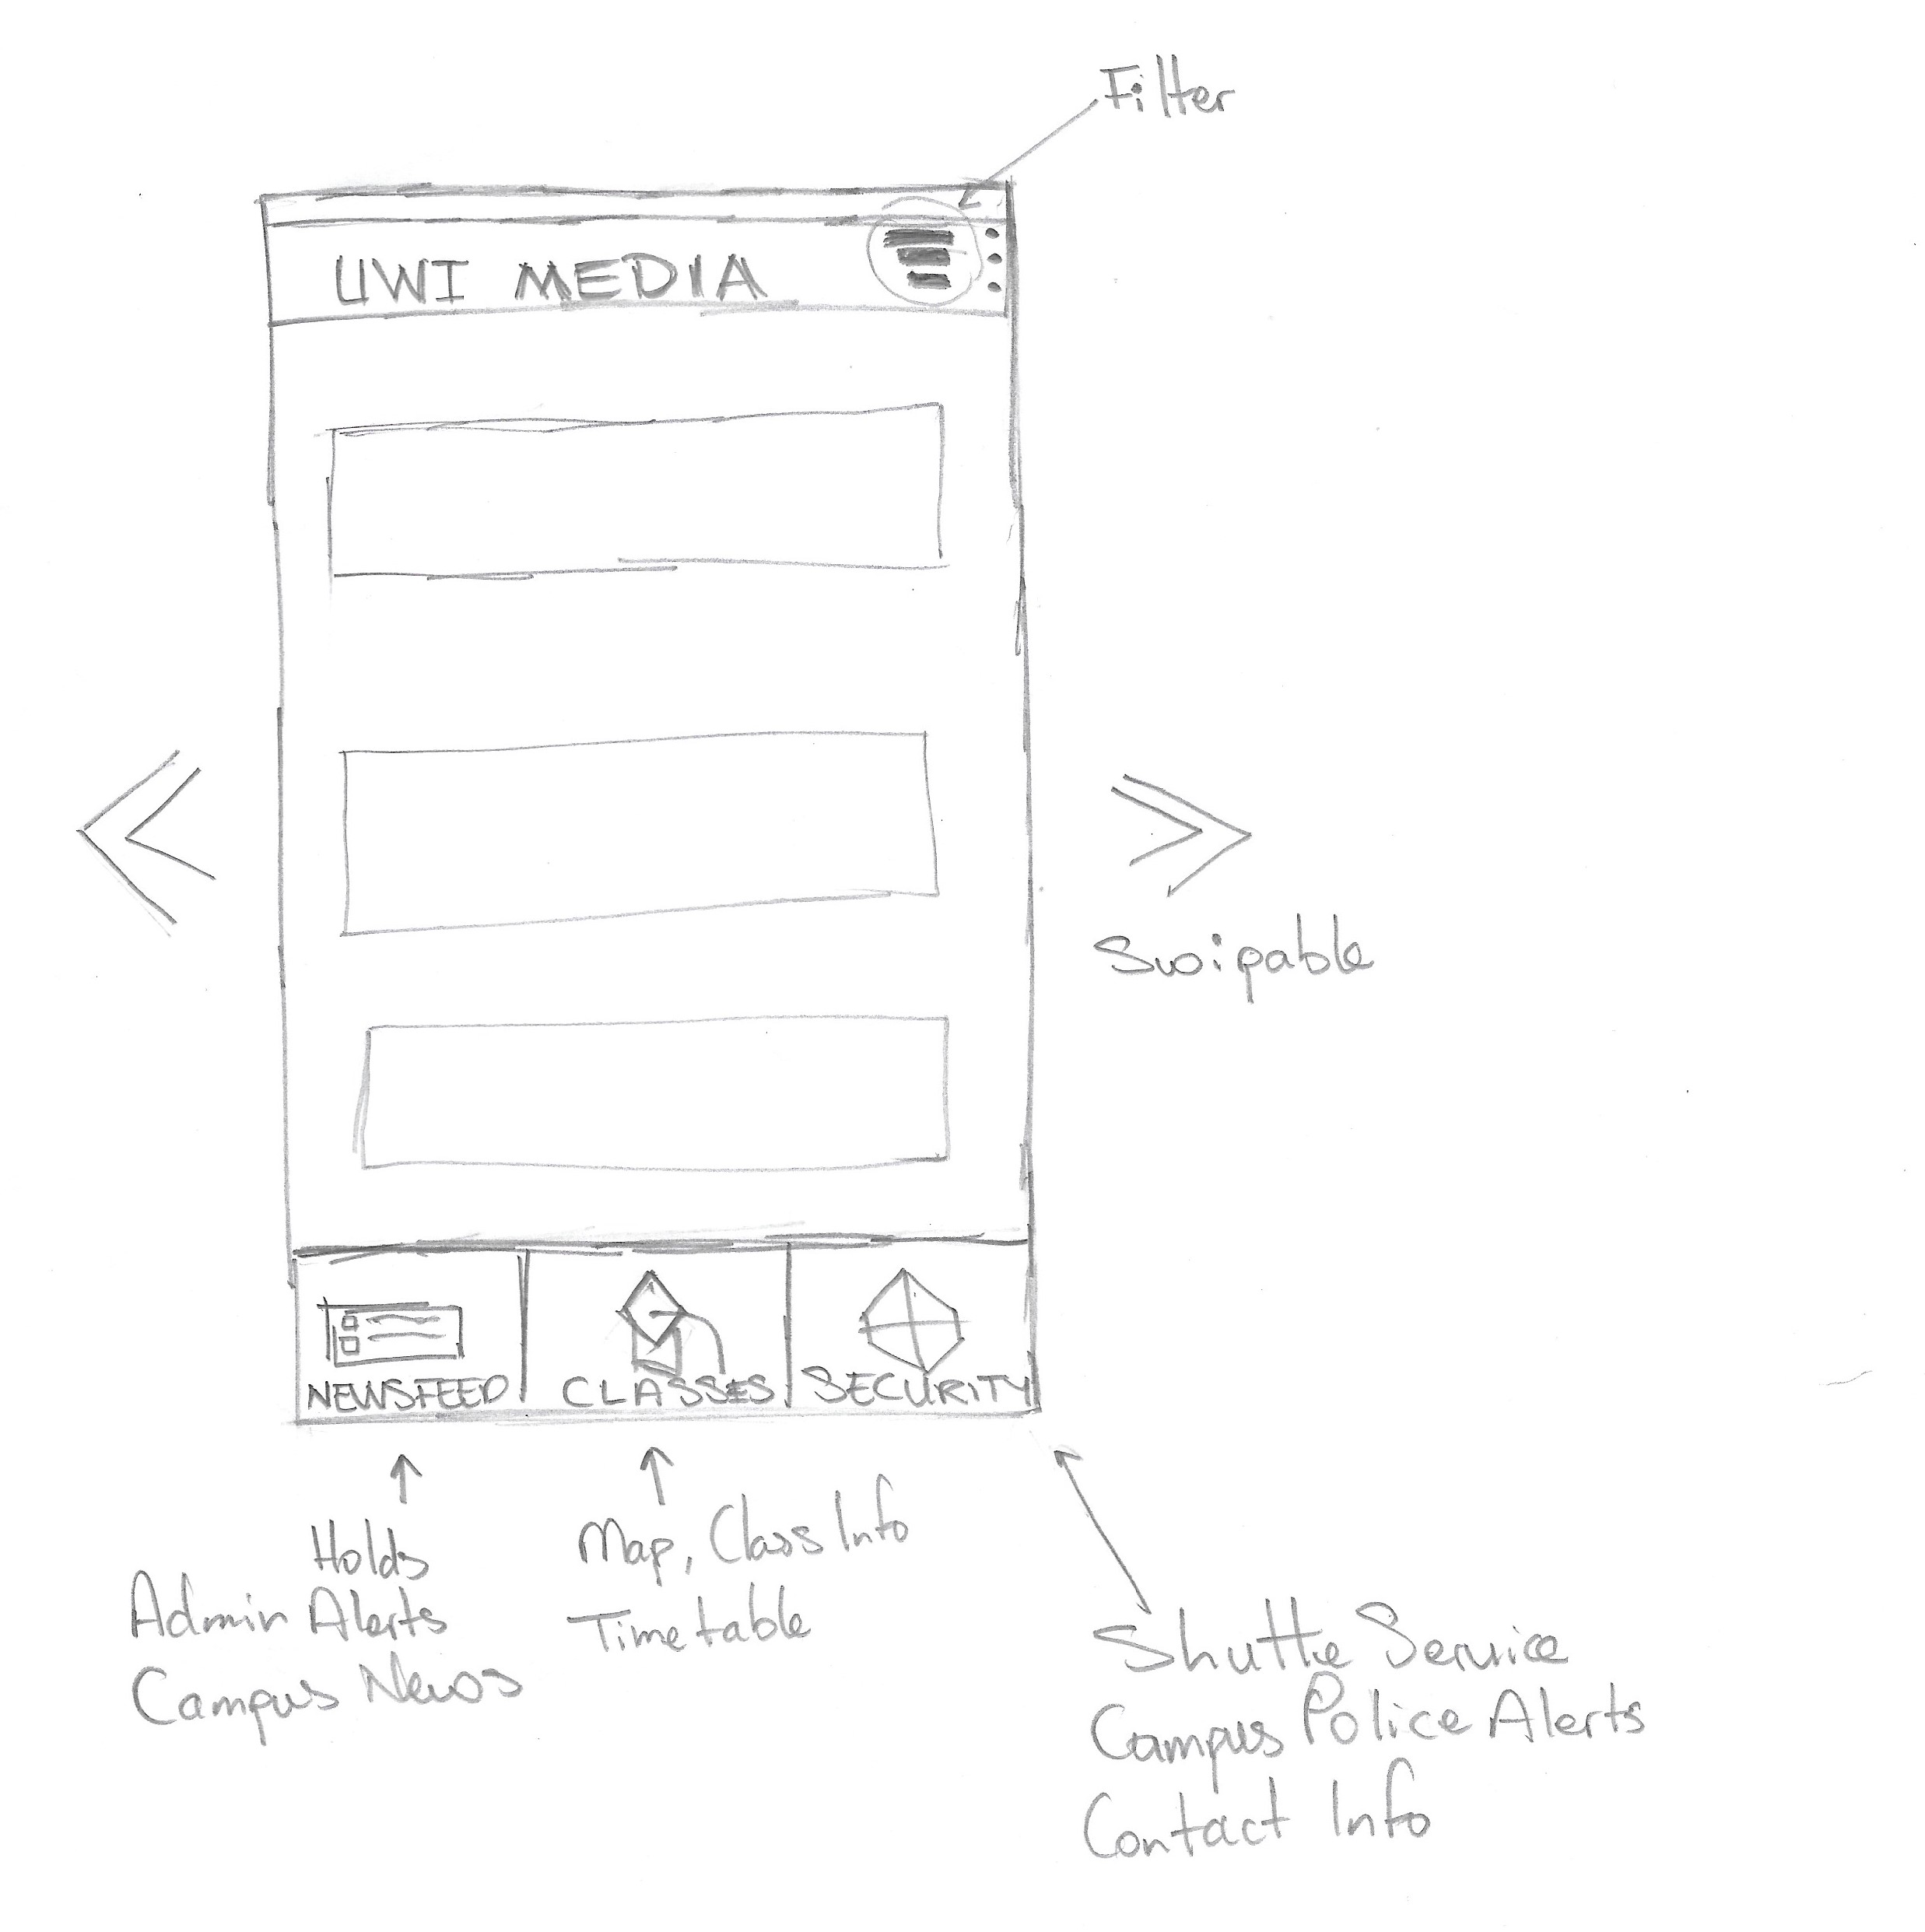 Filter
UWI MEDIA
Swipable
NEWSFEED
CLASSES
SECURITY
Holds
Admin Alerts
Campus News
Map, Class Info
Timetable
Shuttle Service
Campus Police Alerts
Contact Info